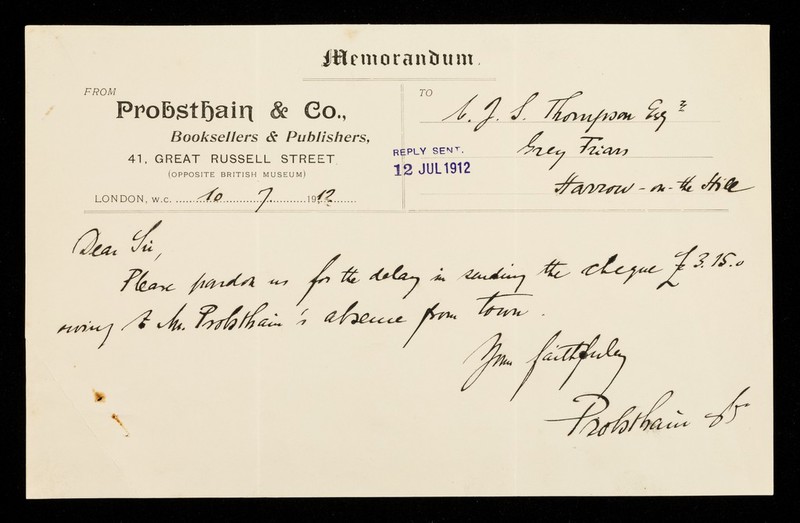 Memorandum.
FROM
Probsthain & Co.,
Booksellers & Publishers,
41, GREAT RUSSELL STREET.
(OPPOSITE BRITISH MUSEUM)
LONDON, W.C. 10 7. 1912
TO
C. J. S. Thompson Esqre
Grey Friars
Harrow-on-the Hill
REPLY SENT.
12 JUL 1912
Dear Sir,
Please pardon us for the delay in sending the cheque £3.15.0
owing to Mr. Probsthain's absence from town.
Yours faithfully
Probsthain & Co